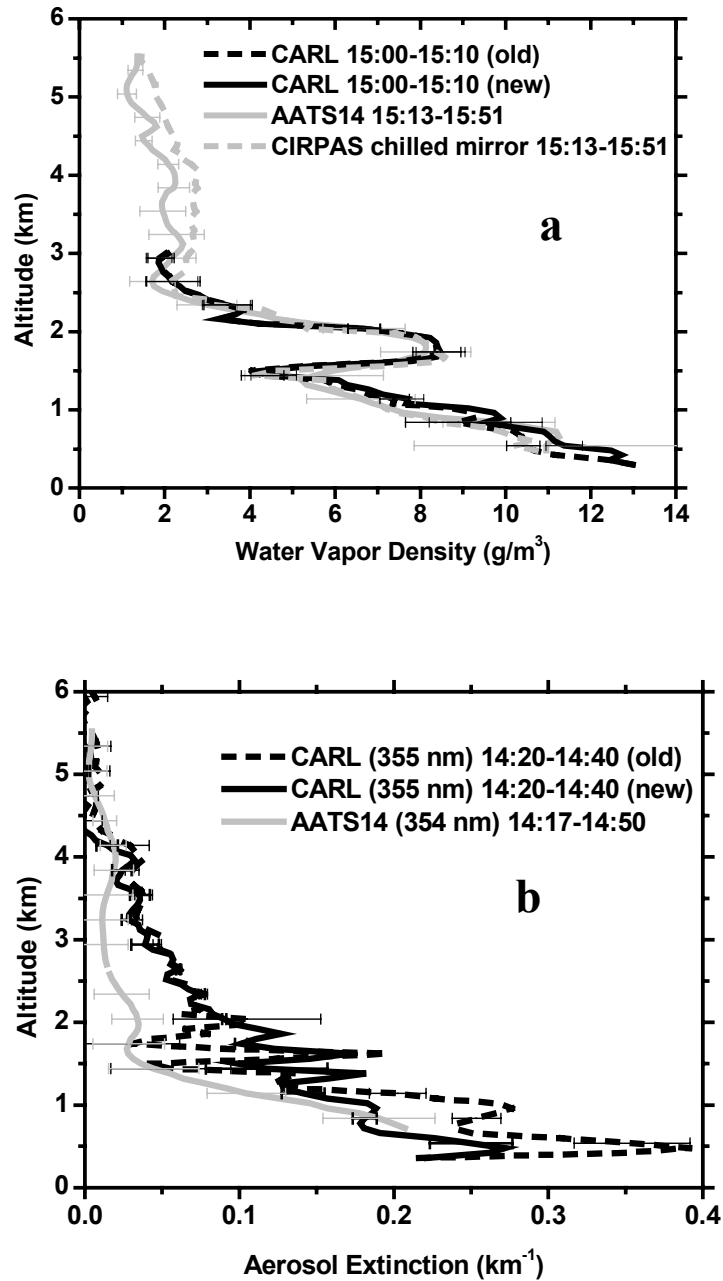 6
CARL 15:00-15:10 (old)
CARL 15:00-15:10 (new)
5
AATS14 15:13-15:51
CIRPAS chilled mirror 15:13-15:51
4
Altitude (km)
a
3
2
1
0
0 2 4 6 8 10 12 14
Water Vapor Density (g/m³)
6
CARL (355 nm) 14:20-14:40 (old)
5
CARL (355 nm) 14:20-14:40 (new)
AATS14 (354 nm) 14:17-14:50
4
Altitude (km)
b
3
2
1
0
0.0 0.1 0.2 0.3 0.4
Aerosol Extinction (km⁻¹)